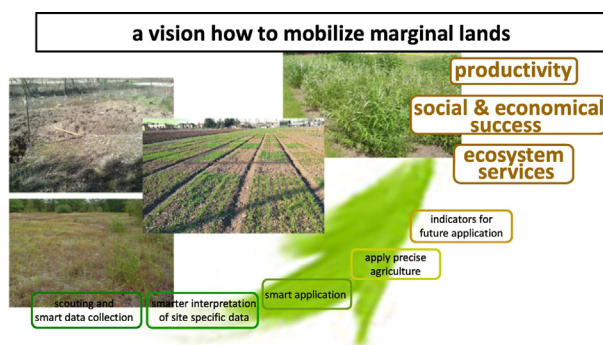 a vision how to mobilize marginal lands
productivity
social & economical
success
ecosystem
services
indicators for
future application
apply precise
agriculture
smart application
scouting and
smart data collection
smarter interpretation
of site specific data